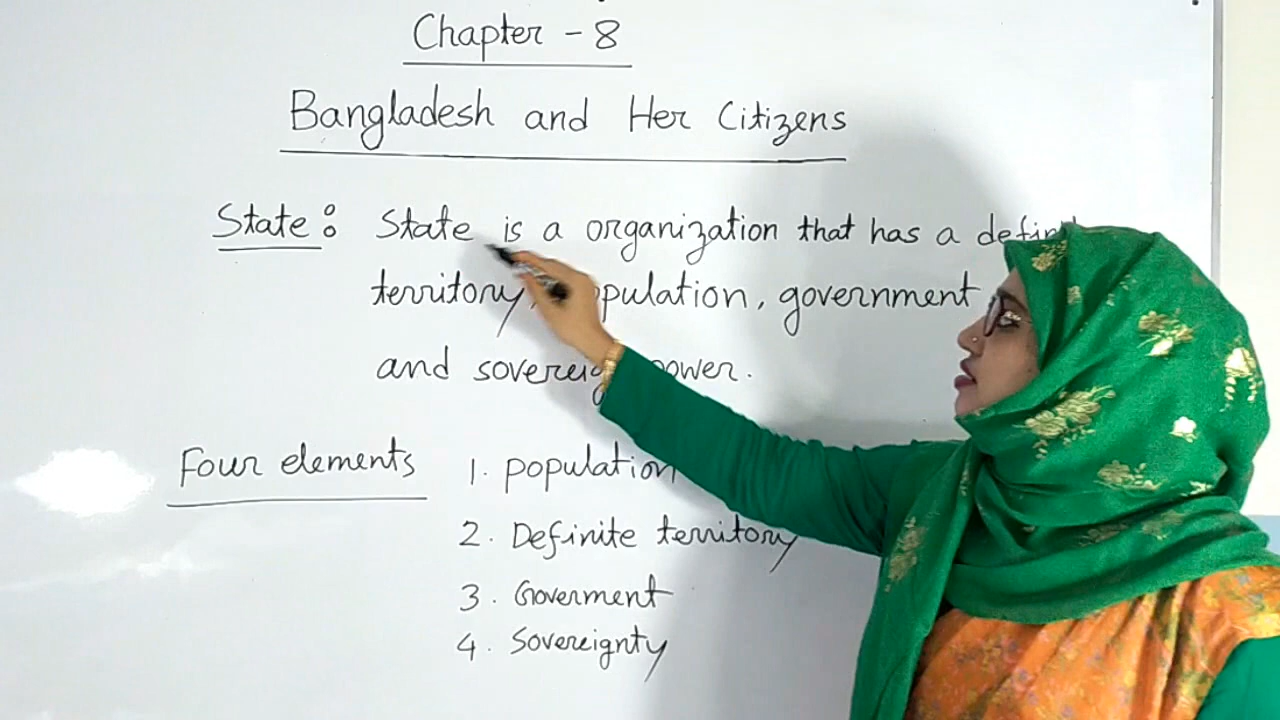 Chapter - 8
Bangladesh and Her Citizens
State: State is a organization that has a
territory, population, government
and power.
Four elements 1. population
2. Definite territory
3. Goverment
4. Sovereignty